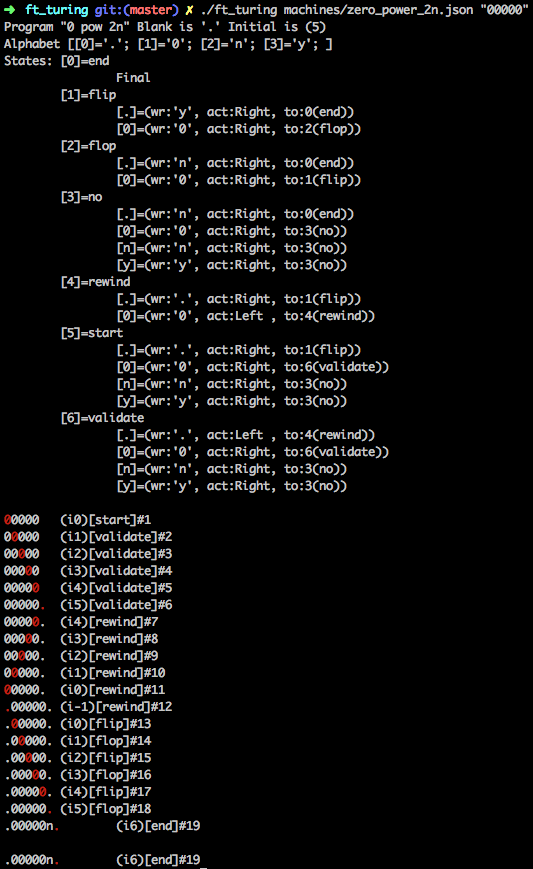 ➜  ft_turing git:(master) ✗ ./ft_turing machines/zero_power_2n.json "00000"
Program "0 pow 2n" Blank is '.' Initial is (5)
Alphabet [[0]='.'; [1]='0'; [2]='n'; [3]='y'; ]
States: [0]=end
Final
[1]=flip
[.]=(wr:'y', act:Right, to:0(end))
[0]=(wr:'0', act:Right, to:2(flop))
[2]=flop
[.]=(wr:'n', act:Right, to:0(end))
[0]=(wr:'0', act:Right, to:1(flip))
[3]=no
[.]=(wr:'n', act:Right, to:0(end))
[0]=(wr:'0', act:Right, to:3(no))
[n]=(wr:'n', act:Right, to:3(no))
[y]=(wr:'y', act:Right, to:3(no))
[4]=rewind
[.]=(wr:'.', act:Right, to:1(flip))
[0]=(wr:'0', act:Left , to:4(rewind))
[5]=start
[.]=(wr:'.', act:Right, to:1(flip))
[0]=(wr:'0', act:Right, to:6(validate))
[n]=(wr:'n', act:Right, to:3(no))
[y]=(wr:'y', act:Right, to:3(no))
[6]=validate
[.]=(wr:'.', act:Left , to:4(rewind))
[0]=(wr:'0', act:Right, to:6(validate))
[n]=(wr:'n', act:Right, to:3(no))
[y]=(wr:'y', act:Right, to:3(no))
00000   (i0)[start]#1
00000   (i1)[validate]#2
00000   (i2)[validate]#3
00000   (i3)[validate]#4
00000   (i4)[validate]#5
00000.  (i5)[validate]#6
00000.  (i4)[rewind]#7
00000.  (i3)[rewind]#8
00000.  (i2)[rewind]#9
00000.  (i1)[rewind]#10
00000.  (i0)[rewind]#11
.00000. (i-1)[rewind]#12
.00000. (i0)[flip]#13
.00000. (i1)[flop]#14
.00000. (i2)[flip]#15
.00000. (i3)[flop]#16
.00000. (i4)[flip]#17
.00000. (i5)[flop]#18
.00000n.        (i6)[end]#19
.00000n.        (i6)[end]#19